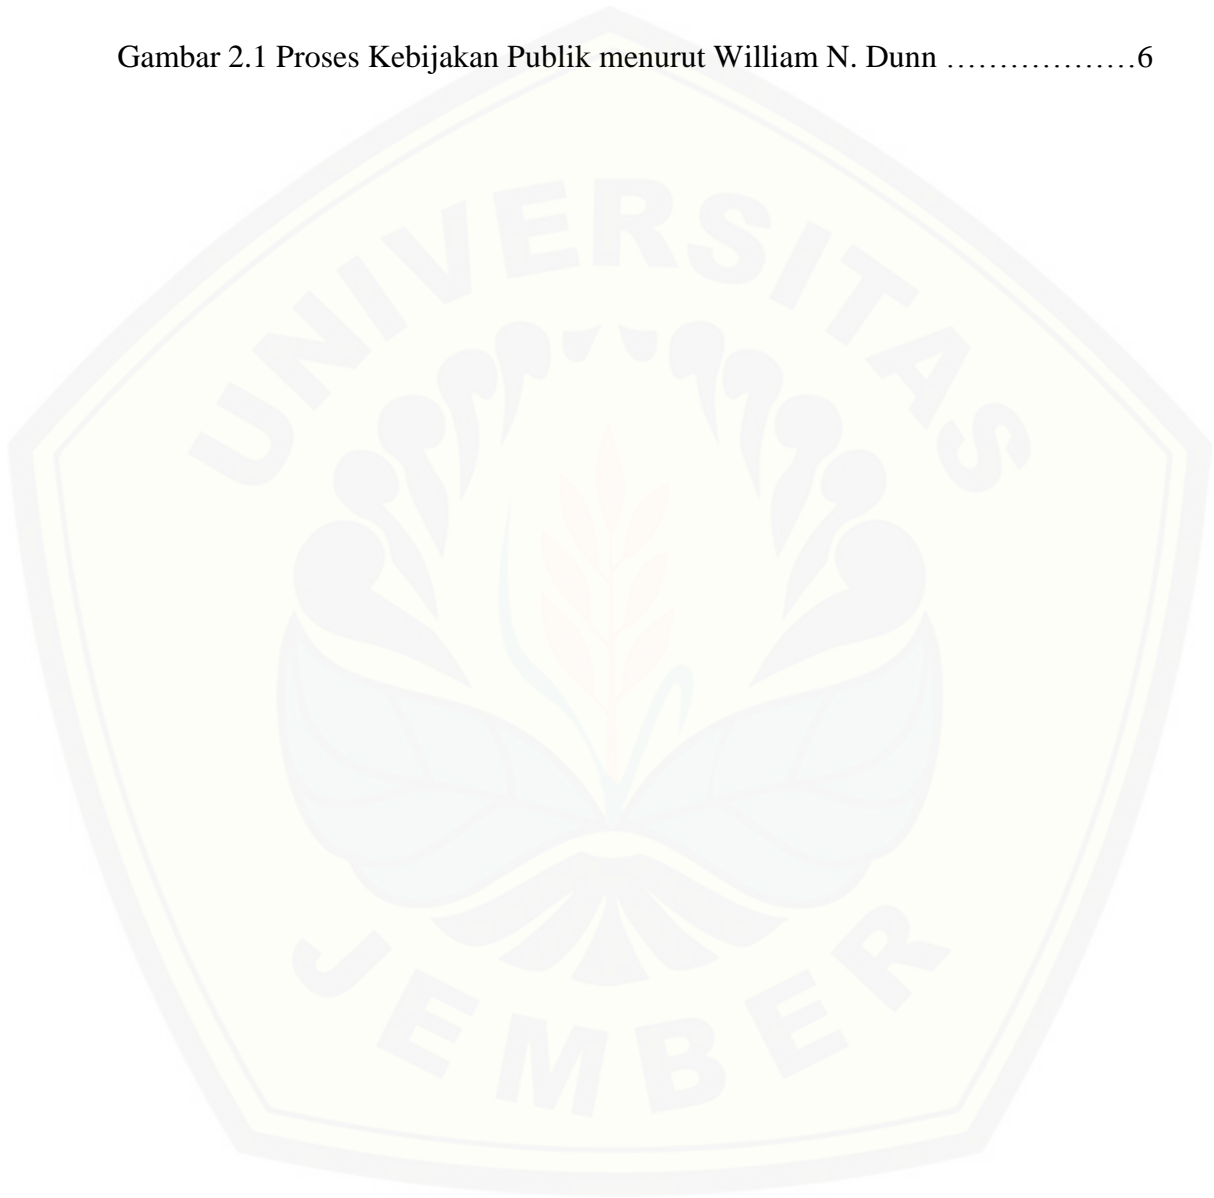 Gambar 2.1 Proses Kebijakan Publik menurut William N. Dunn ………………6
UNIVERSITAS
JEMBER